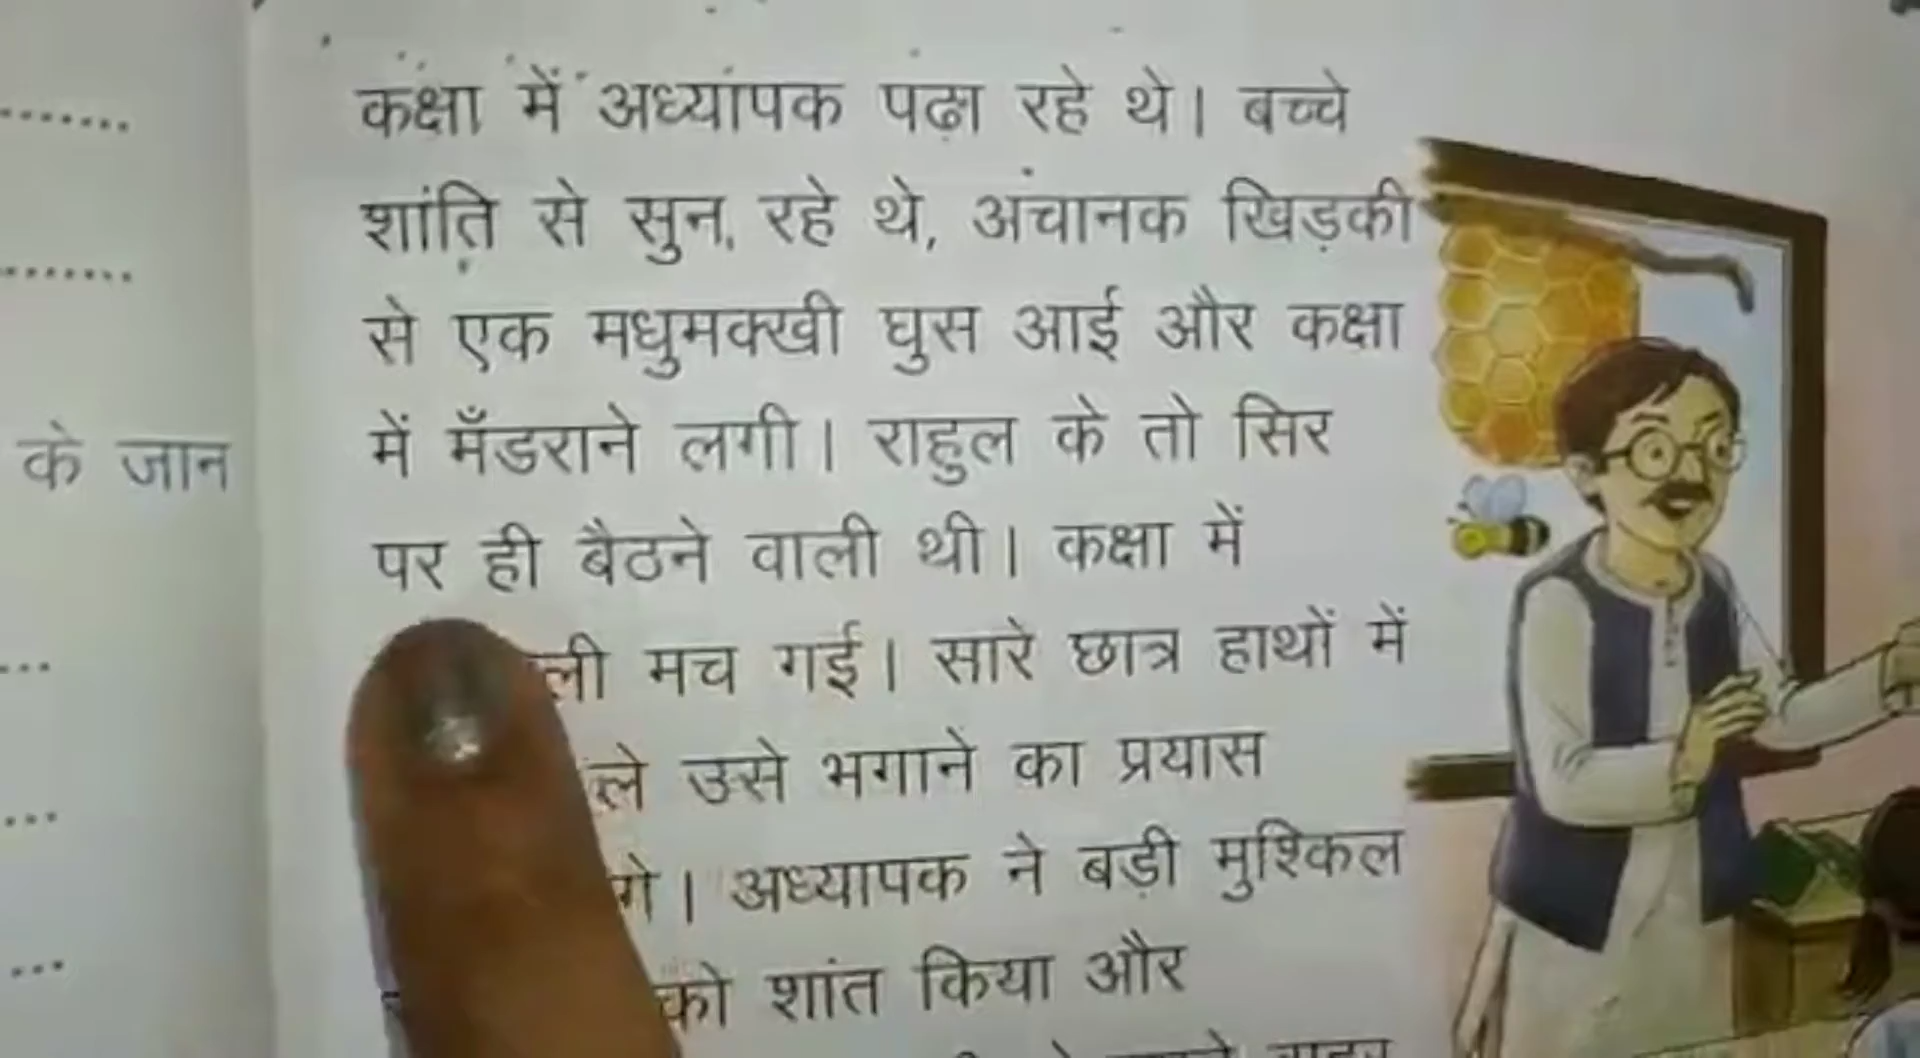 कक्षा में अध्यापक पढ़ा रहे थे। बच्चे
शांति से सुन रहे थे, अचानक खिड़की
से एक मधुमक्खी घुस आई और कक्षा
में मँडराने लगी। राहुल के तो सिर
के जान
पर ही बैठने वाली थी। कक्षा में
मच गई। सारे छात्र हाथों में
उसे भगाने का प्रयास
। अध्यापक ने बड़ी मुश्किल
को शांत किया और